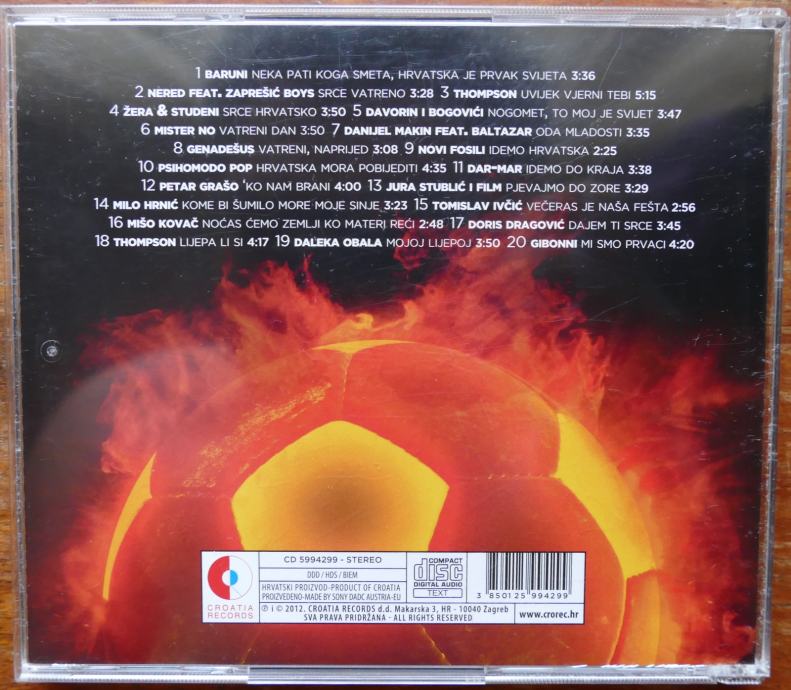 1 BARUNI NEKA PATI KOGA SMETA, HRVATSKA JE PRVAK SVIJETA 3:36
2 NERED FEAT. ZAPREŠIĆ BOYS SRCE VATRENO 3:28 3 THOMPSON UVIJEK VJERNI TEBI 5:15
4 ŽERA & STUDENI SRCE HRVATSKO 3:50 5 DAVORIN I BOGOVIĆI NOGOMET, TO MOJ JE SVIJET 3:47
6 MISTER NO VATRENI DAN 3:50 7 DANIJEL MAKIN FEAT. BALTAZAR ODA MLADOSTI 3:35
8 GENADEŠUS VATRENI, NAPRIJED 3:08 9 NOVI FOSILI IDEMO HRVATSKA 2:25
10 PSIHOMODO POP HRVATSKA MORA POBIJEDITI 4:35 11 DAR-MAR IDEMO DO KRAJA 3:38
12 PETAR GRAŠO 'KO NAM BRANI 4:00 13 JURA STUBLIĆ I FILM PJEVAJMO DO ZORE 3:29
14 MILO HRNIĆ KOME BI ŠUMILO MORE MOJE SINJE 3:23 15 TOMISLAV IVČIĆ VEČERAS JE NAŠA FEŠTA 2:56
16 MIŠO KOVAČ NOĆAS ĆEMO ZEMLJI KO MATERI REĆI 2:48 17 DORIS DRAGOVIĆ DAJEM TI SRCE 3:45
18 THOMPSON LIJEPA LI SI 4:17 19 DALEKA OBALA MOJOJ LIJEPOJ 3:50 20 GIBONNI MI SMO PRVACI 4:20
CROATIA
RECORDS
CD 5994299 - STEREO
DDD / HDS / BIEM
HRVATSKI PROIZVOD-PRODUCT OF CROATIA
PROIZVEDENO-MADE BY SONY DADC AUSTRIA-EU
COMPACT
disc
DIGITAL AUDIO
TEXT
3 850125 994299
℗ i © 2012. CROATIA RECORDS d.d. Makarska 3, HR - 10040 Zagreb
SVA PRAVA PRIDRŽANA - ALL RIGHTS RESERVED
www.crorec.hr